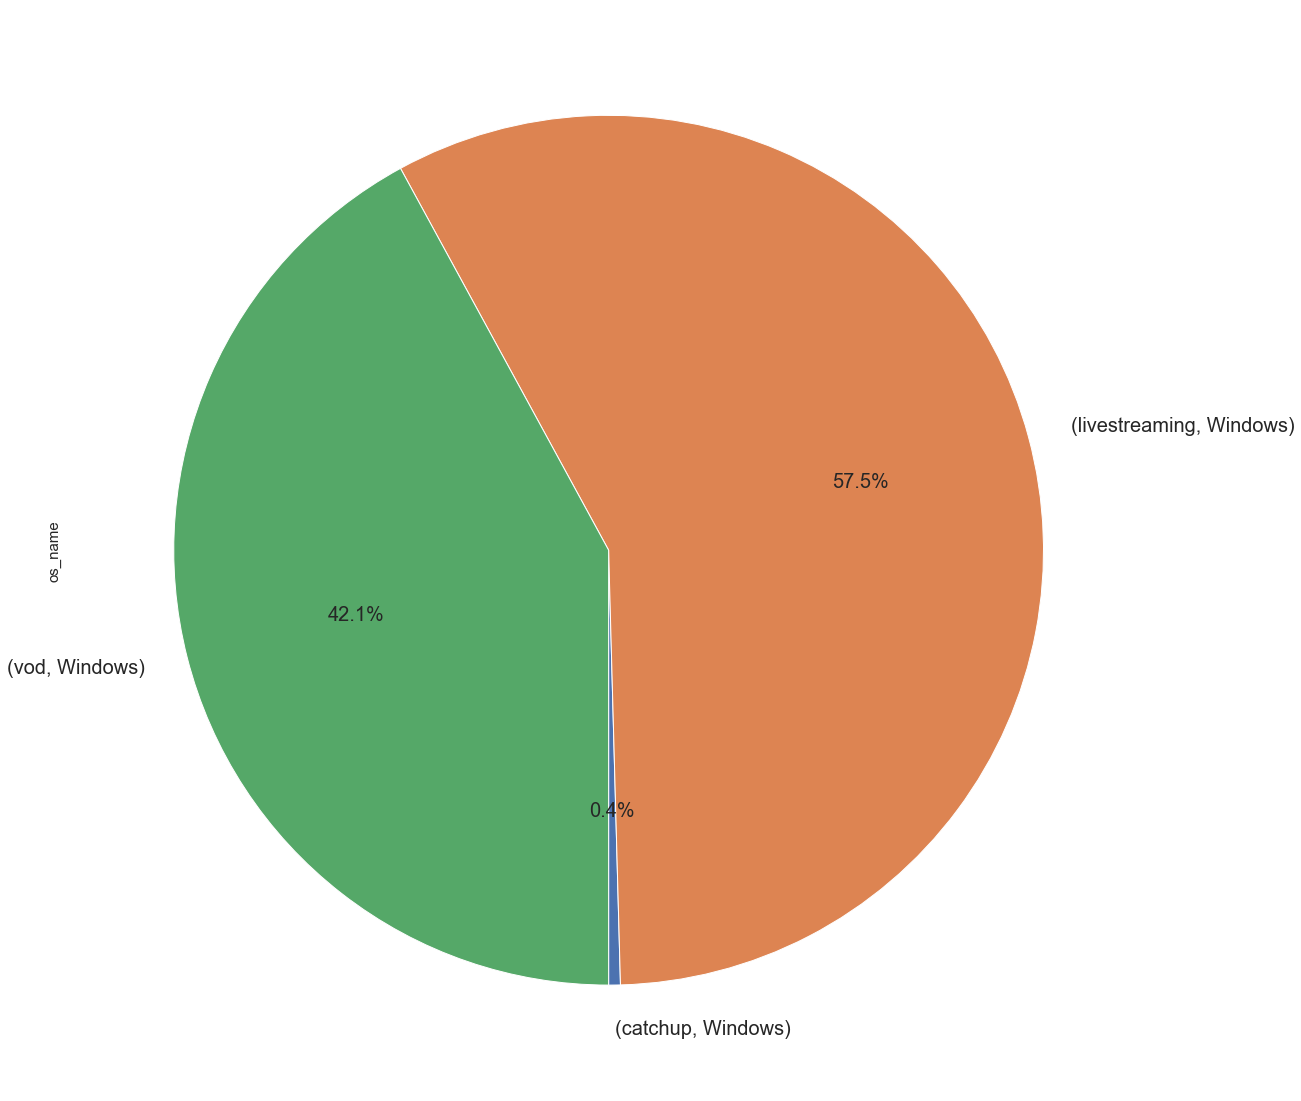 (livestreaming, Windows)
57.5%
os_name
42.1%
(vod, Windows)
0.4%
(catchup, Windows)